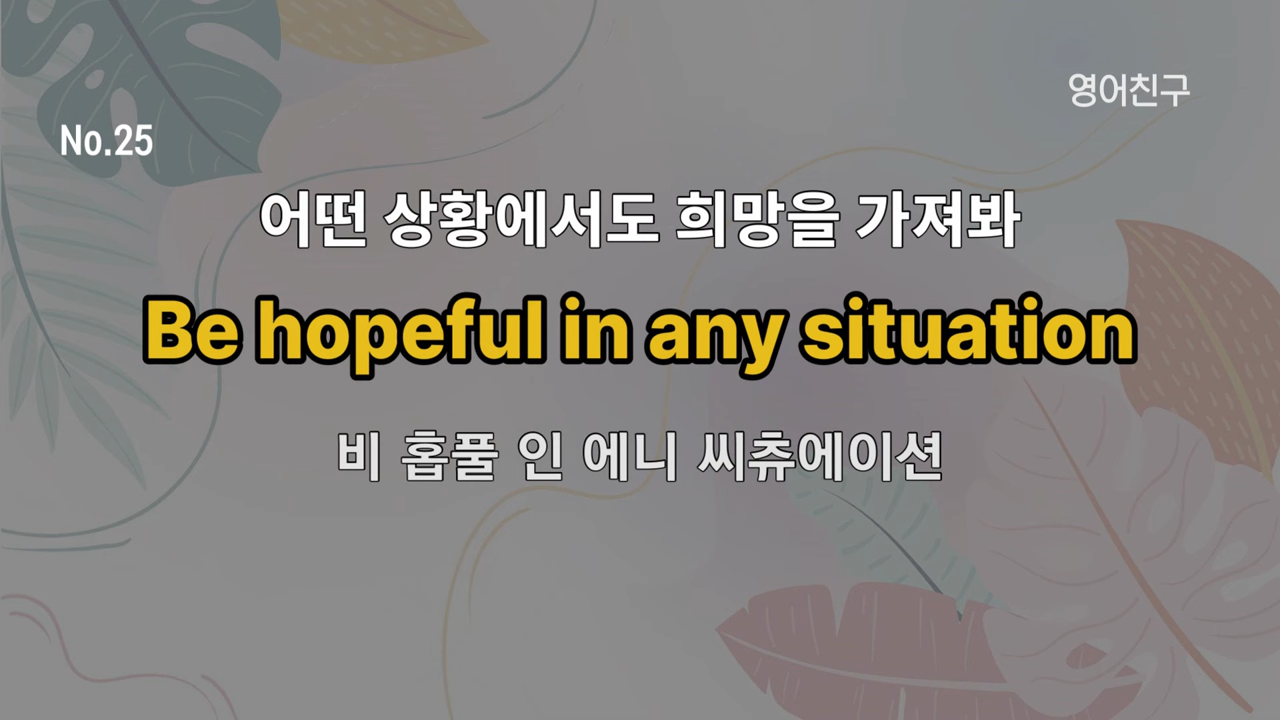 영어친구
No.25
어떤 상황에서도 희망을 가져봐
Be hopeful in any situation
비 홉풀 인 에니 씨츄에이션